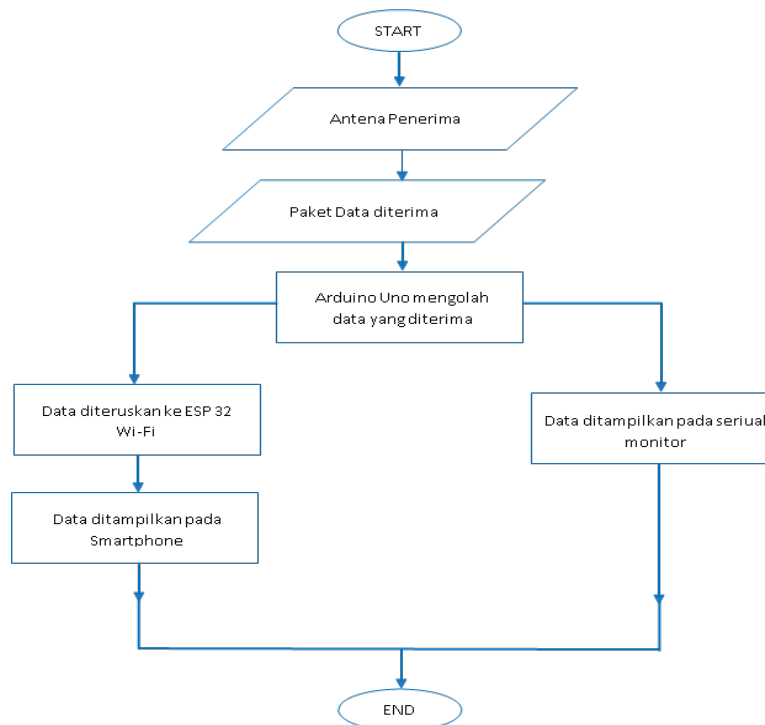 START
Antena Penerima
Paket Data diterima
Arduino Uno mengolah
data yang diterima
Data diteruskan ke ESP 32
Wi-Fi
Data ditampilkan pada seriual
monitor
Data ditampilkan pada
Smartphone
END